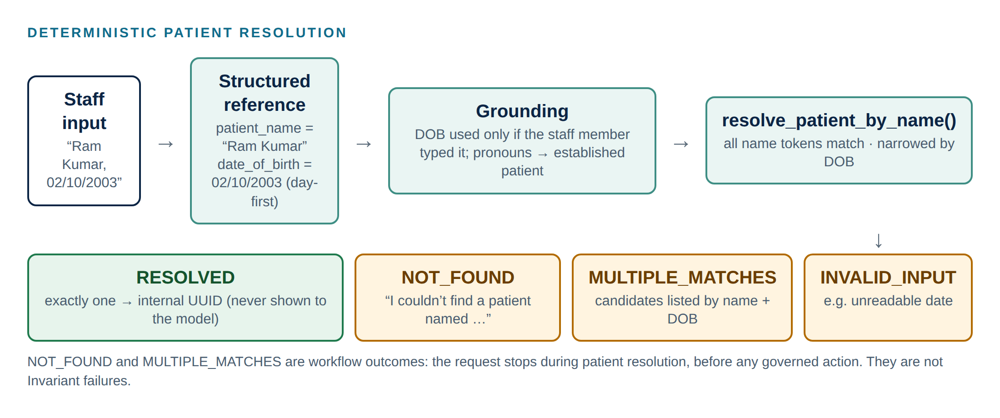 DETERMINISTIC PATIENT RESOLUTION
Staff
input
“Ram
Kumar,
02/10/2003”
→
Structured
reference
patient_name =
“Ram Kumar”
date_of_birth =
02/10/2003 (day-
first)
→
Grounding
DOB used only if the staff member
typed it; pronouns → established
patient
→
resolve_patient_by_name()
all name tokens match · narrowed by
DOB
↓
RESOLVED
exactly one → internal UUID (never shown to
the model)
NOT_FOUND
“I couldn’t find a patient
named …”
MULTIPLE_MATCHES
candidates listed by name +
DOB
INVALID_INPUT
e.g. unreadable date
NOT_FOUND and MULTIPLE_MATCHES are workflow outcomes: the request stops during patient resolution, before any governed action. They are not
Invariant failures.